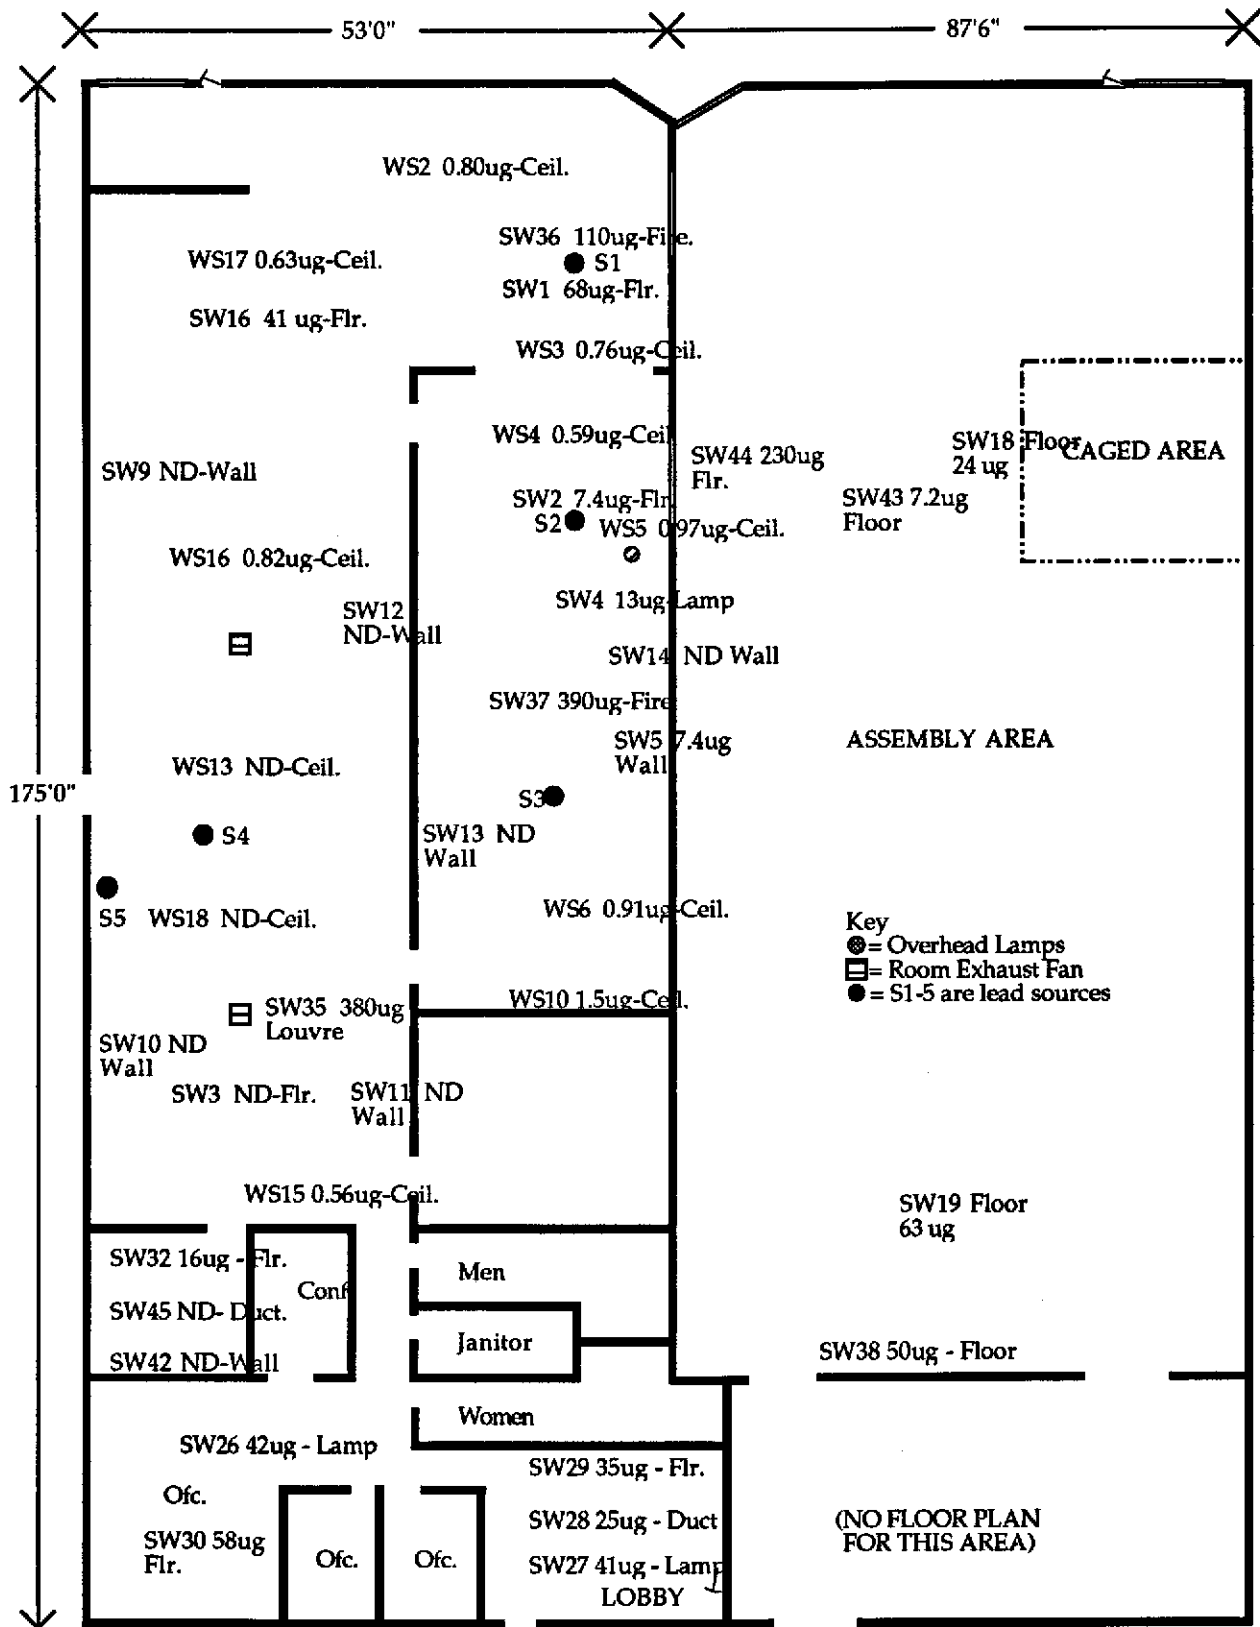 53'0"
87'6"
WS2 0.80ug-Ceil.
SW36 110ug-Fire.
S1
WS17 0.63ug-Ceil.
SW1 68ug-Flr.
SW16 41 ug-Flr.
WS3 0.76ug-Ceil.
WS4 0.59ug-Ceil
SW44 230ug
Flr.
SW18 Floor
24 ug
CAGED AREA
SW9 ND-Wall
SW2 7.4ug-Flr.
SW43 7.2ug
Floor
S2
WS5 0.97ug-Ceil.
WS16 0.82ug-Ceil.
SW4 13ug-Lamp
SW12
ND-Wall
SW14 ND Wall
SW37 390ug-Fire
SW5 7.4ug
Wall
ASSEMBLY AREA
WS13 ND-Ceil.
175'0"
S3
S4
SW13 ND
Wall
S5 WS18 ND-Ceil.
WS6 0.91ug-Ceil.
Key
= Overhead Lamps
= Room Exhaust Fan
= S1-5 are lead sources
WS10 1.5ug-Ceil.
SW35 380ug
Louvre
SW10 ND
Wall
SW3 ND-Flr.
SW11 ND
Wall
WS15 0.56ug-Ceil.
SW19 Floor
63 ug
SW32 16ug - Flr.
Conf
Men
SW45 ND- Duct.
Janitor
SW42 ND-Wall
SW38 50ug - Floor
Women
SW26 42ug - Lamp
SW29 35ug - Flr.
Ofc.
SW28 25ug - Duct
(NO FLOOR PLAN
FOR THIS AREA)
SW30 58ug
Flr.
Ofc.
Ofc.
SW27 41ug - Lamp
LOBBY